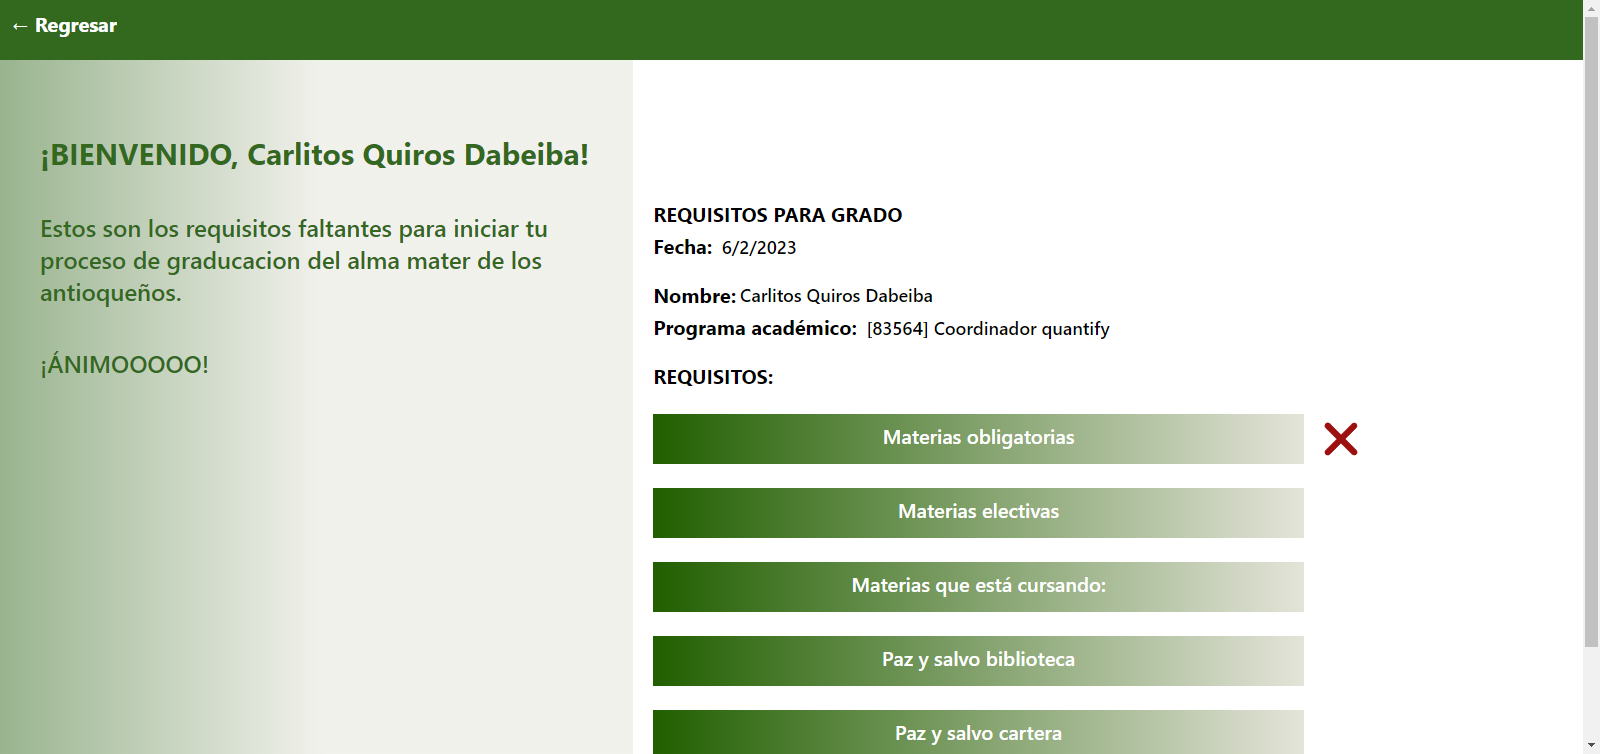 ← Regresar
¡BIENVENIDO, Carlitos Quiros Dabeiba!
Estos son los requisitos faltantes para iniciar tu
proceso de graducacion del alma mater de los
antioqueños.
¡ÁNIMOOOOO!
REQUISITOS PARA GRADO
Fecha: 6/2/2023
Nombre: Carlitos Quiros Dabeiba
Programa académico: [83564] Coordinador quantify
REQUISITOS:
Materias obligatorias
Materias electivas
Materias que está cursando:
Paz y salvo biblioteca
Paz y salvo cartera